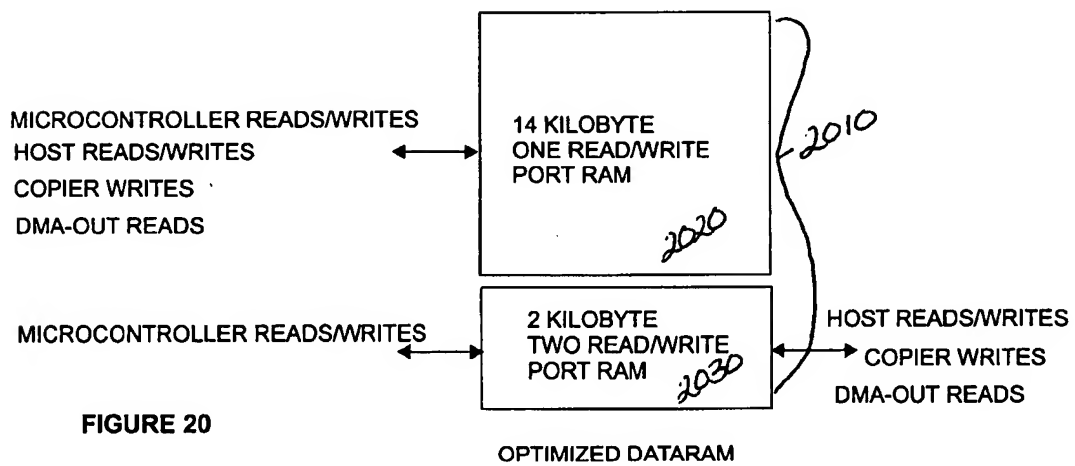 MICROCONTROLLER READS/WRITES
HOST READS/WRITES
COPIER WRITES
DMA-OUT READS
14 KILOBYTE
ONE READ/WRITE
PORT RAM
2020
2010
MICROCONTROLLER READS/WRITES
2 KILOBYTE
TWO READ/WRITE
PORT RAM
2030
HOST READS/WRITES
COPIER WRITES
DMA-OUT READS
FIGURE 20
OPTIMIZED DATARAM